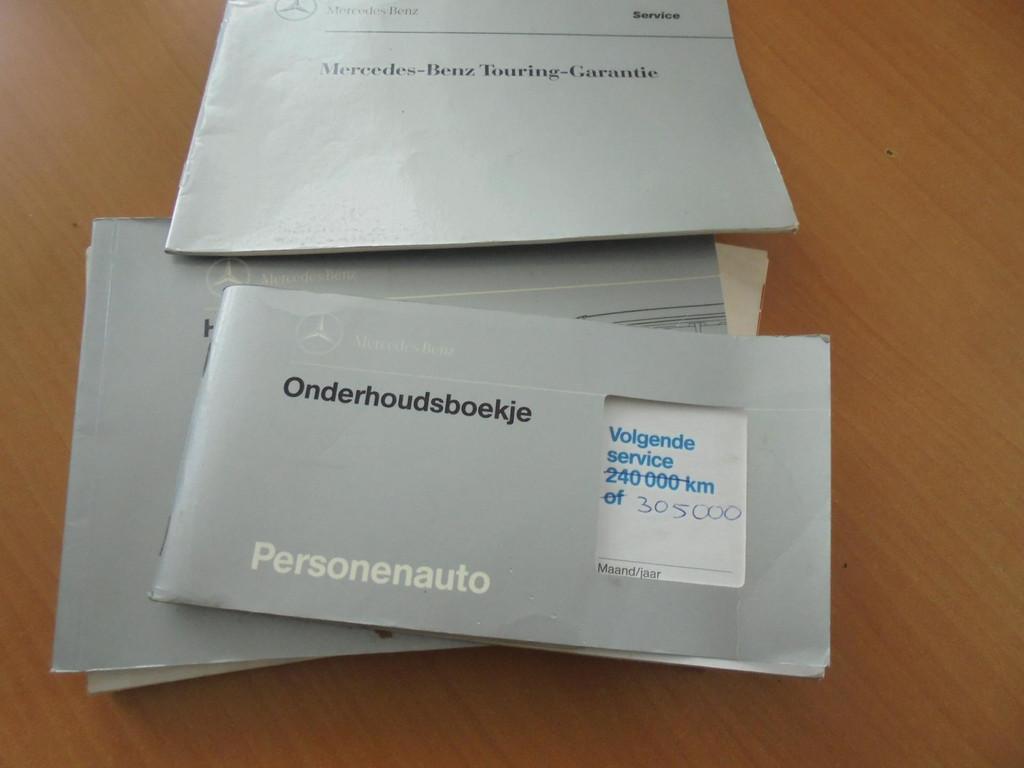 Mercedes-Benz
Service
Mercedes-Benz Touring-Garantie
Mercedes-Benz
H
Mercedes-Benz
Onderhoudsboekje
Volgende
service
240 000 km
of 305000
Maand/jaar
Personenauto